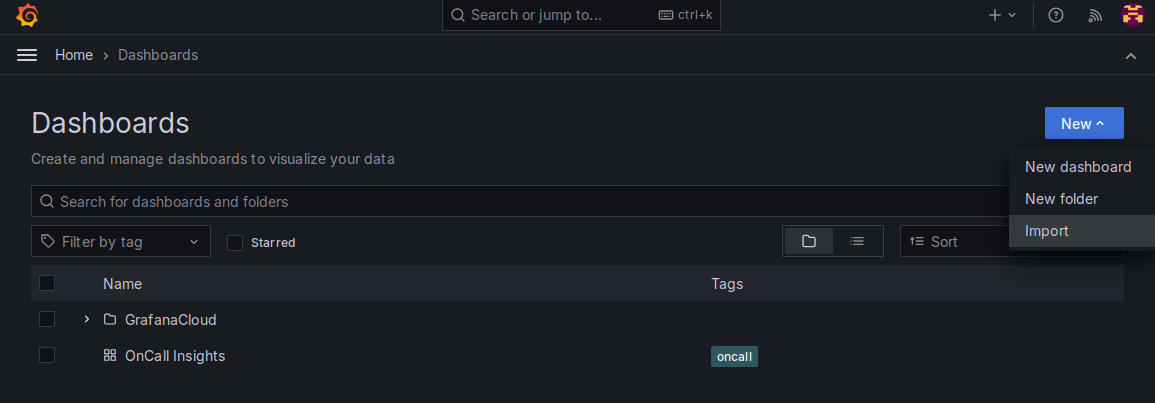 Search or jump to... ctrl+k
Home Dashboards
Dashboards
New
Create and manage dashboards to visualize your data
New dashboard
New folder
Import
Search for dashboards and folders
Filter by tag Starred Sort
Name Tags
GrafanaCloud
OnCall Insights oncall